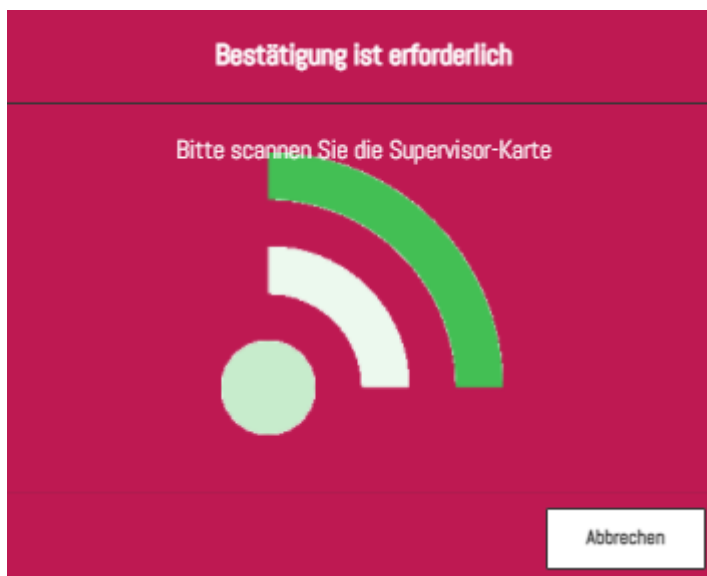 Bestätigung ist erforderlich
Bitte scannen Sie die Supervisor-Karte
Abbrechen